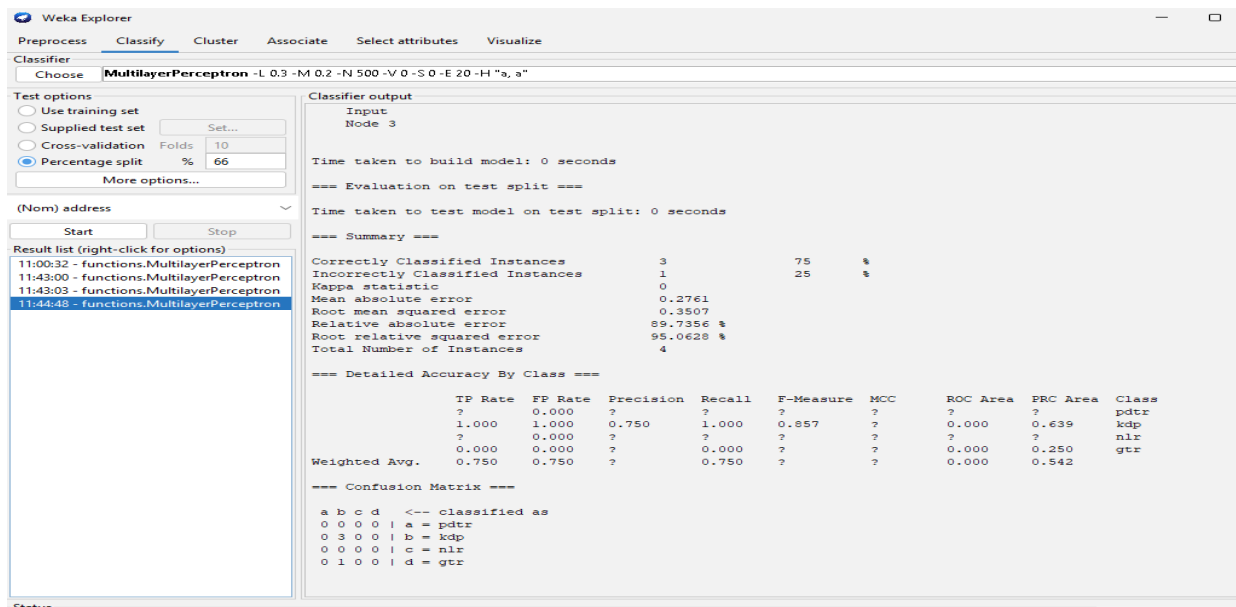 Weka Explorer
Preprocess Classify Cluster Associate Select attributes Visualize
Classifier
Choose MultilayerPerceptron -L 0.3 -M 0.2 -N 500 -V 0 -S 0 -E 20 -H "a, a"
Test options
Use training set
Supplied test set Set...
Cross-validation Folds 10
Percentage split % 66
More options...
(Nom) address
Start Stop
Result list (right-click for options)
11:00:32 - functions.MultilayerPerceptron
11:43:00 - functions.MultilayerPerceptron
11:43:03 - functions.MultilayerPerceptron
11:44:48 - functions.MultilayerPerceptron
Classifier output
Input
Node 3
Time taken to build model: 0 seconds
=== Evaluation on test split ===
Time taken to test model on test split: 0 seconds
=== Summary ===
Correctly Classified Instances 3 75 %
Incorrectly Classified Instances 1 25 %
Kappa statistic 0
Mean absolute error 0.2761
Root mean squared error 0.3507
Relative absolute error 89.7356 %
Root relative squared error 95.0628 %
Total Number of Instances 4
=== Detailed Accuracy By Class ===
TP Rate FP Rate Precision Recall F-Measure MCC ROC Area PRC Area Class
? 0.000 ? ? ? ? ? ? pdtr
1.000 1.000 0.750 1.000 0.857 ? 0.000 0.639 kdp
? 0.000 ? ? ? ? ? ? nlr
0.000 0.000 ? 0.000 ? ? 0.000 0.250 gtr
Weighted Avg. 0.750 0.750 ? 0.750 ? ? 0.000 0.542
=== Confusion Matrix ===
a b c d <-- classified as
0 0 0 0 | a = pdtr
0 3 0 0 | b = kdp
0 0 0 0 | c = nlr
0 1 0 0 | d = gtr
Status